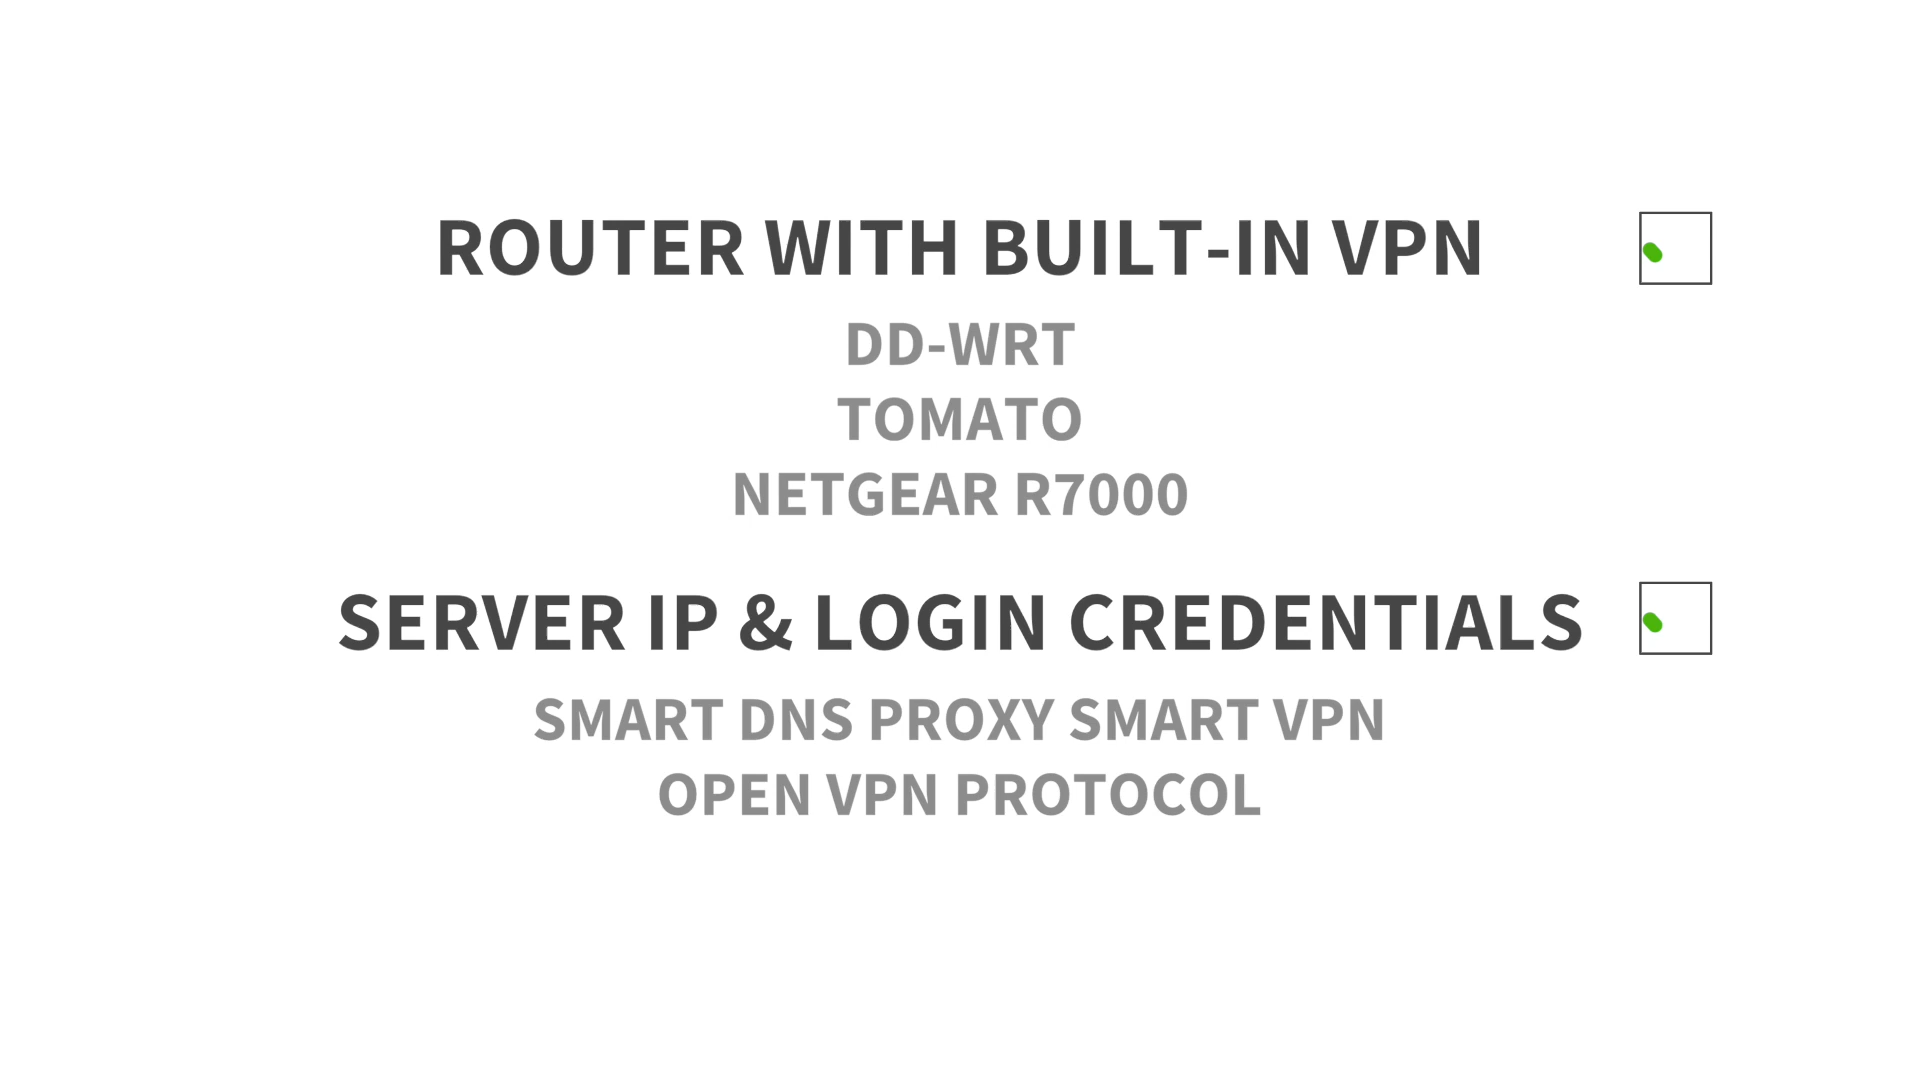 ROUTER WITH BUILT-IN VPN
DD-WRT
TOMATO
NETGEAR R7000
SERVER IP & LOGIN CREDENTIALS
SMART DNS PROXY SMART VPN
OPEN VPN PROTOCOL